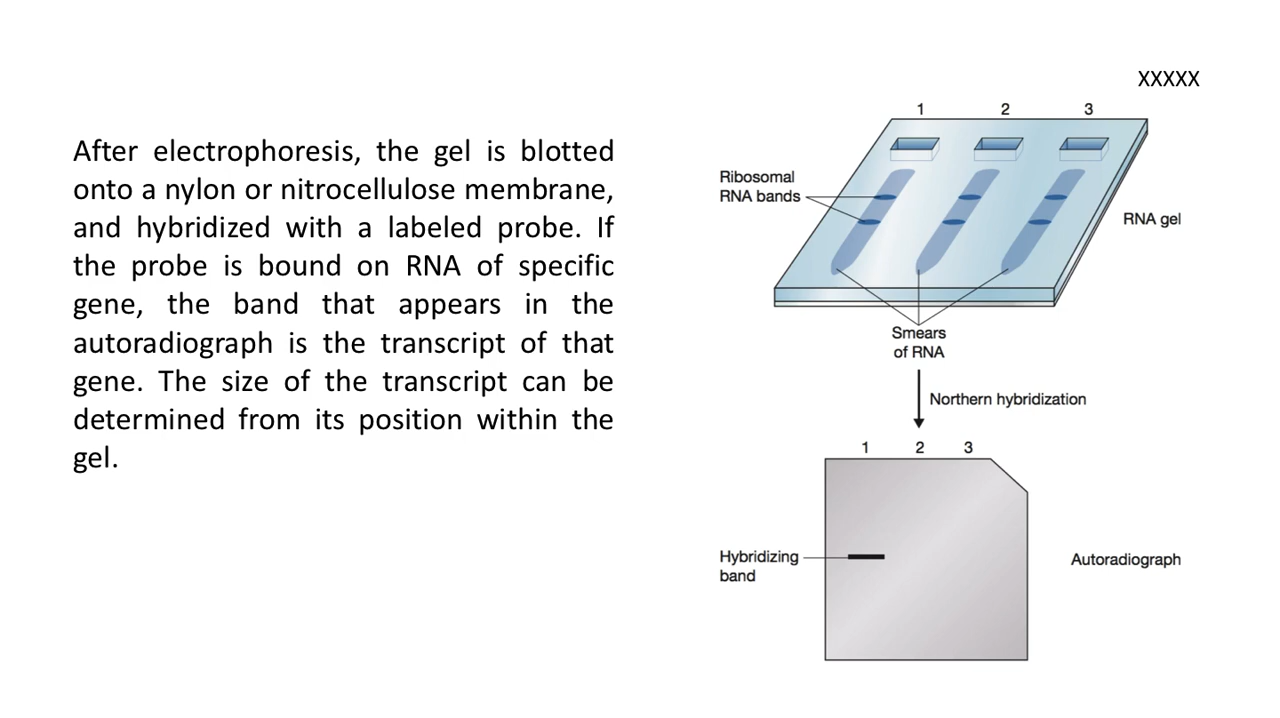 XXXXX
After electrophoresis, the gel is blotted
onto a nylon or nitrocellulose membrane,
and hybridized with a labeled probe. If
the probe is bound on RNA of specific
gene, the band that appears in the
autoradiograph is the transcript of that
gene. The size of the transcript can be
determined from its position within the
gel.
1 2 3
Ribosomal
RNA bands
RNA gel
Smears
of RNA
Northern hybridization
1 2 3
Hybridizing
band
Autoradiograph